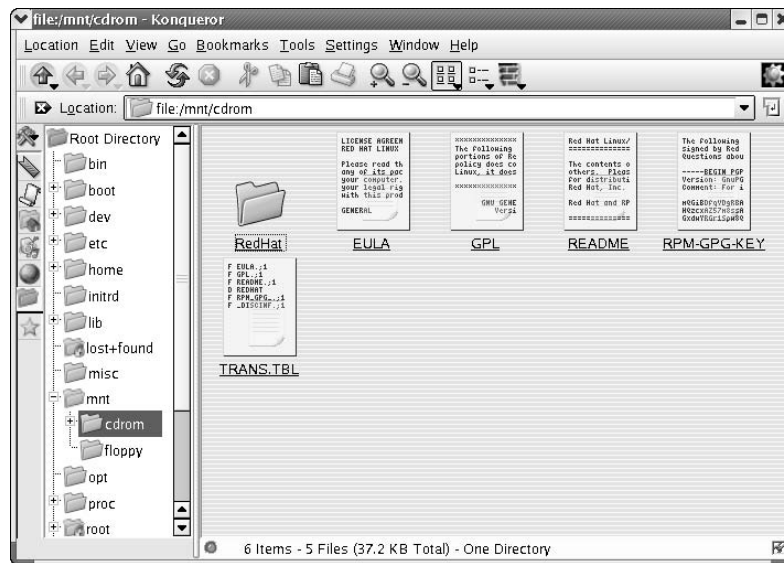 file:/mnt/cdrom - Konqueror
Location Edit View Go Bookmarks Tools Settings Window Help
Location: file:/mnt/cdrom
Root Directory
bin
boot
dev
etc
home
initrd
lib
lost+found
misc
mnt
cdrom
floppy
opt
proc
root
RedHat
LICENSE AGREEM
RED HAT LINUX
Please read th
any of its pac
your computer.
your legal rig
with this prod
GENERAL
EULA
xxxxxxxxxxxxxx
The following
portions of Re
policy does co
Linux, it does
xxxxxxxxxxxxxx
GNU GENE
Versi
GPL
Red Hat Linux/
==============
The contents o
others. Pleas
for distributi
Red Hat, Inc.
Red Hat and RP
==============
README
The following
signed by Red
Questions abou
-----BEGIN PGP
Version: GnuPG
Comment: For i
RPM-GPG-KEY
F EULA.;1
F GPL.;1
F README.;1
D REDHAT
F RPM_GPG_.;1
F _DISCINF.;1
TRANS.TBL
6 Items - 5 Files (37.2 KB Total) - One Directory